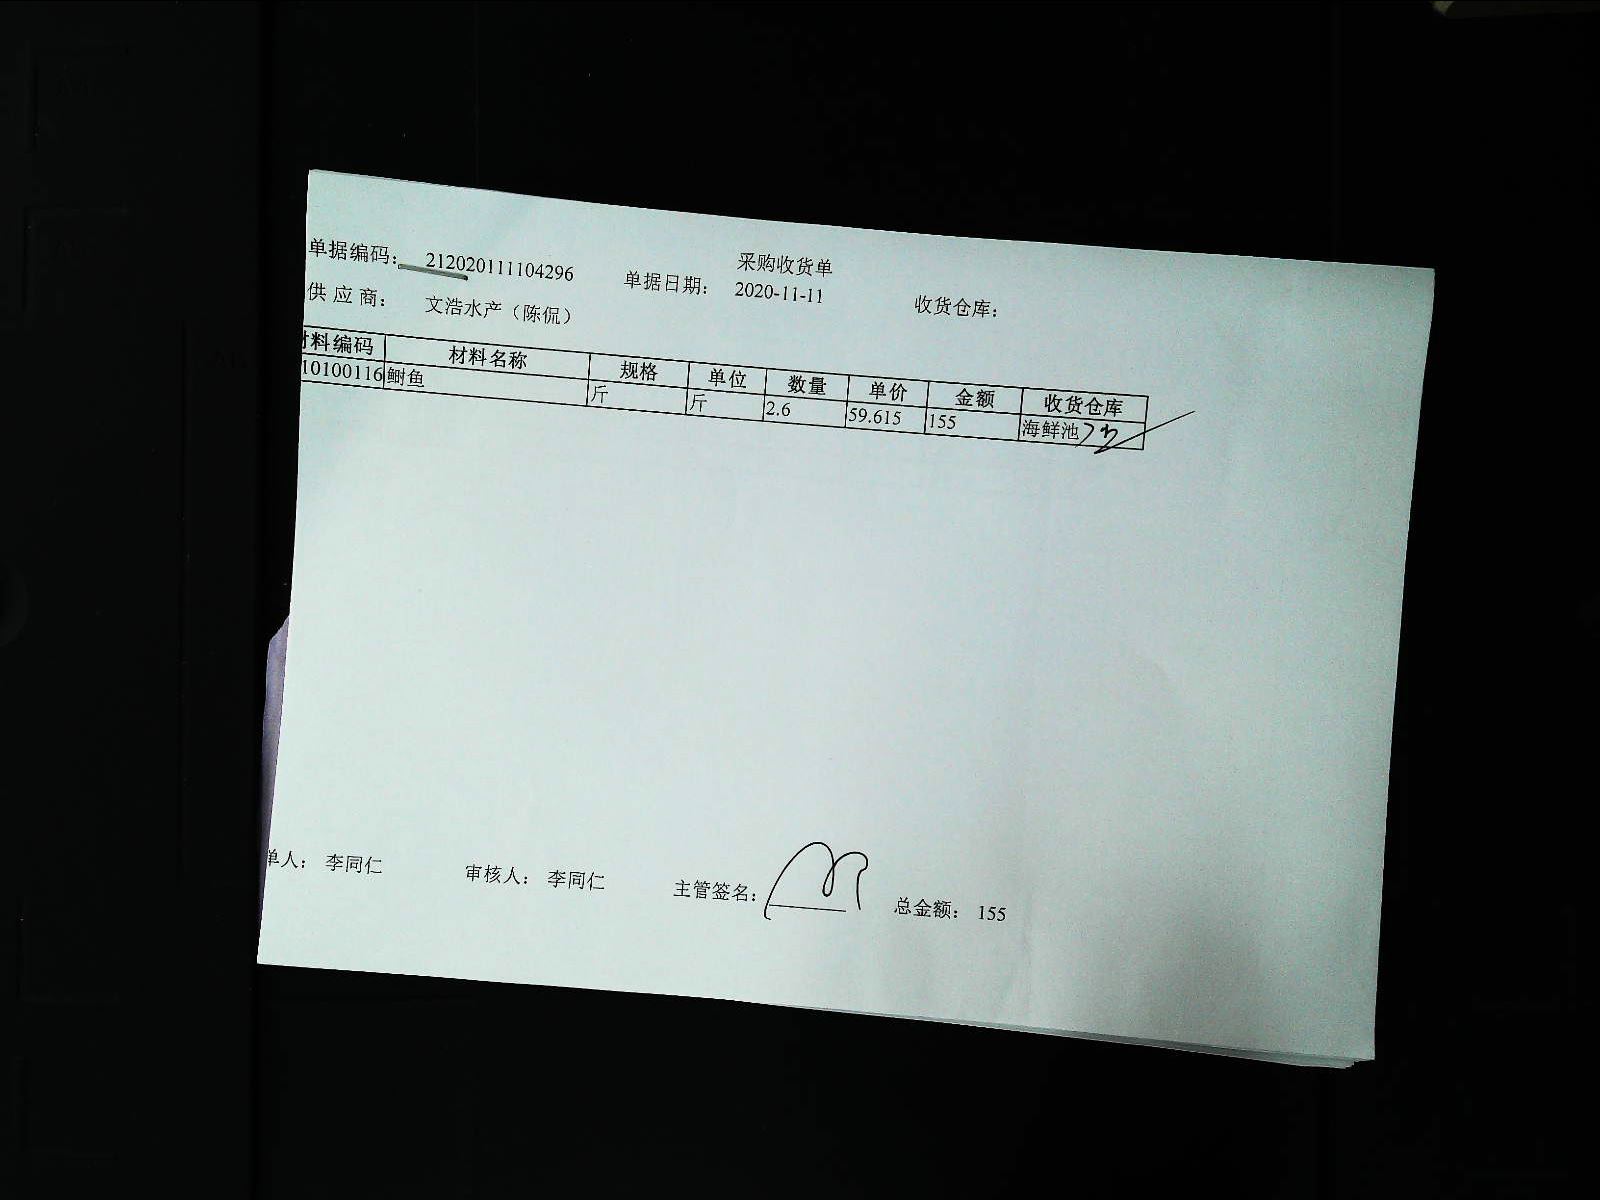 采购收货单
单据编码： 212020111104296 单据日期： 2020-11-11 收货仓库：
供 应 商： 文浩水产（陈侃）
材料编码 材料名称 规格 单位 数量 单价 金额 收货仓库
10100116 鲥鱼 斤 斤 2.6 59.615 155 海鲜池
单人： 李同仁 审核人： 李同仁 主管签名： 总金额： 155